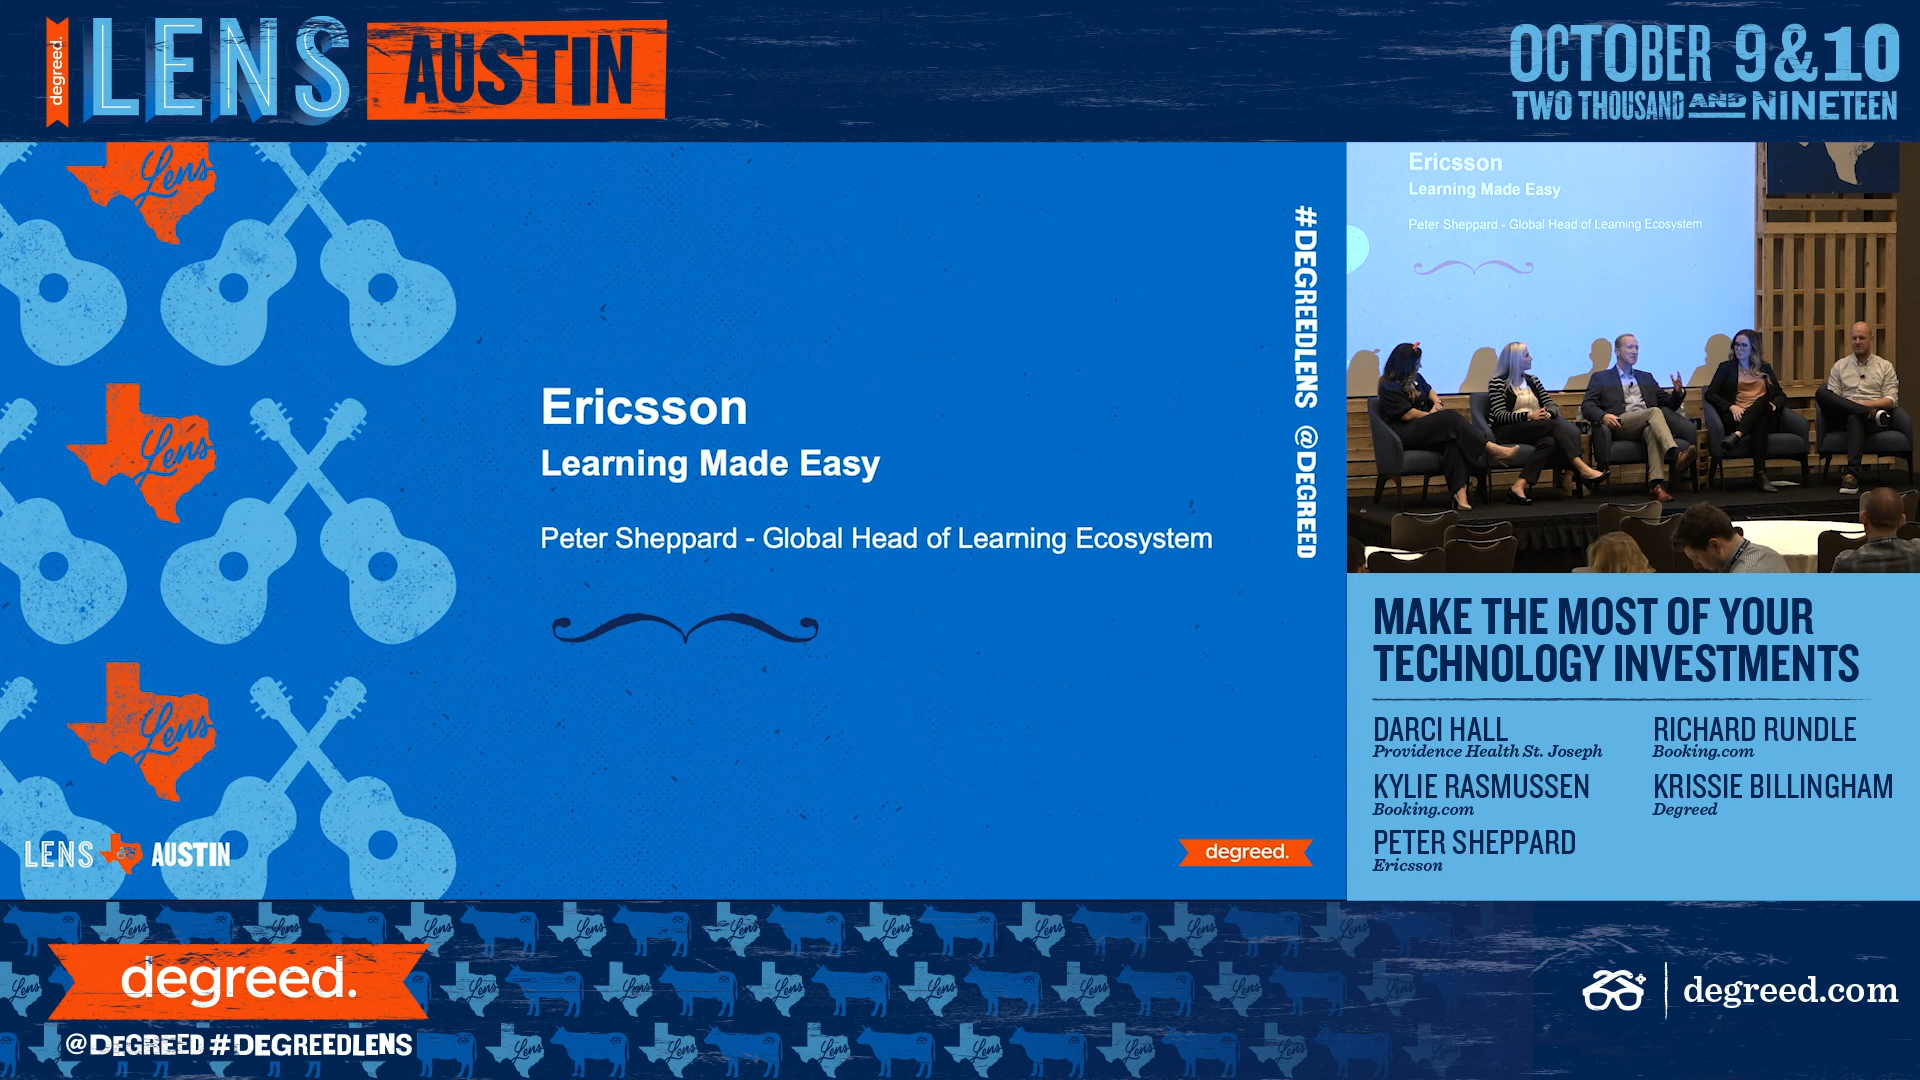 degreed.
LENS
AUSTIN
OCTOBER 9 & 10
TWO THOUSAND AND NINETEEN
Lens
Lens
Lens
Ericsson
Learning Made Easy
Peter Sheppard - Global Head of Learning Ecosystem
#DEGREEDLENS @DEGREED
LENS AUSTIN
degreed.
Ericsson
Learning Made Easy
Peter Sheppard - Global Head of Learning Ecosystem
MAKE THE MOST OF YOUR
TECHNOLOGY INVESTMENTS
DARCI HALL
Providence Health St. Joseph
KYLIE RASMUSSEN
Booking.com
PETER SHEPPARD
Ericsson
RICHARD RUNDLE
Booking.com
KRISSIE BILLINGHAM
Degreed
degreed.
@DEGREED #DEGREEDLENS
degreed.com